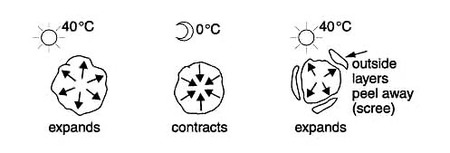 40°C
expands
0°C
contracts
40°C
outside
layers
peel away
(scree)
expands